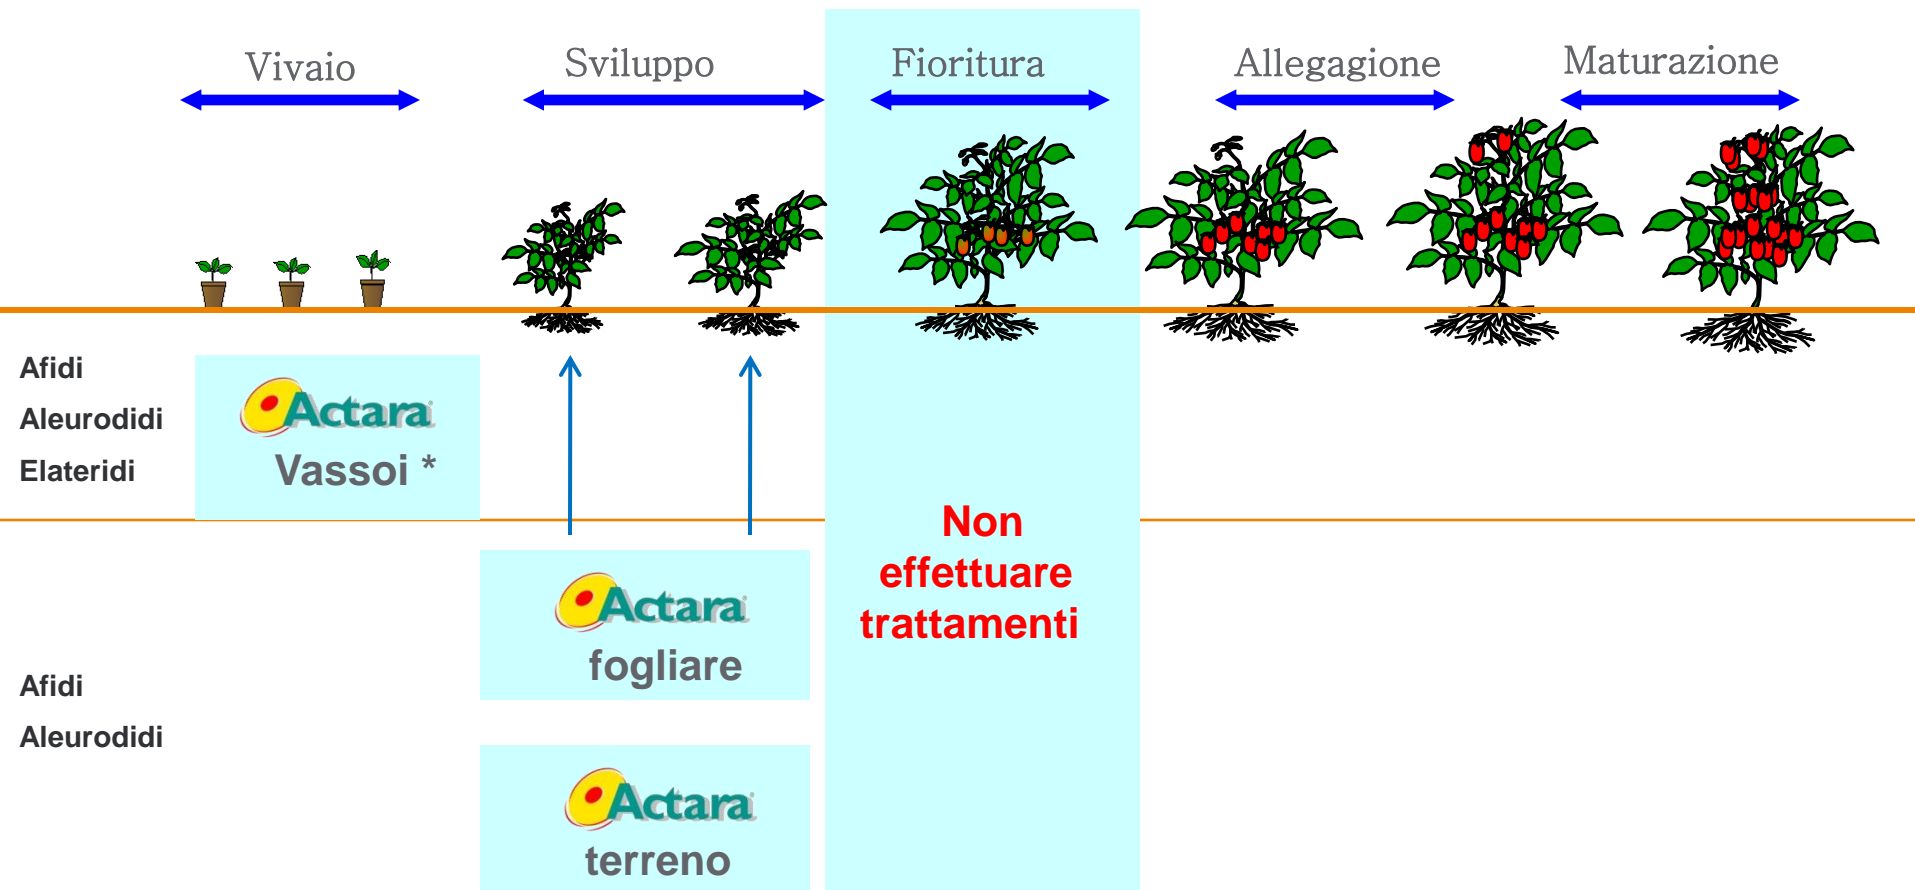 Vivaio
Sviluppo
Fioritura
Allegagione
Maturazione
Afidi
Aleurodidi
Elateridi
Actara
Vassoi *
Non
effettuare
trattamenti
Afidi
Aleurodidi
Actara
fogliare
Actara
terreno